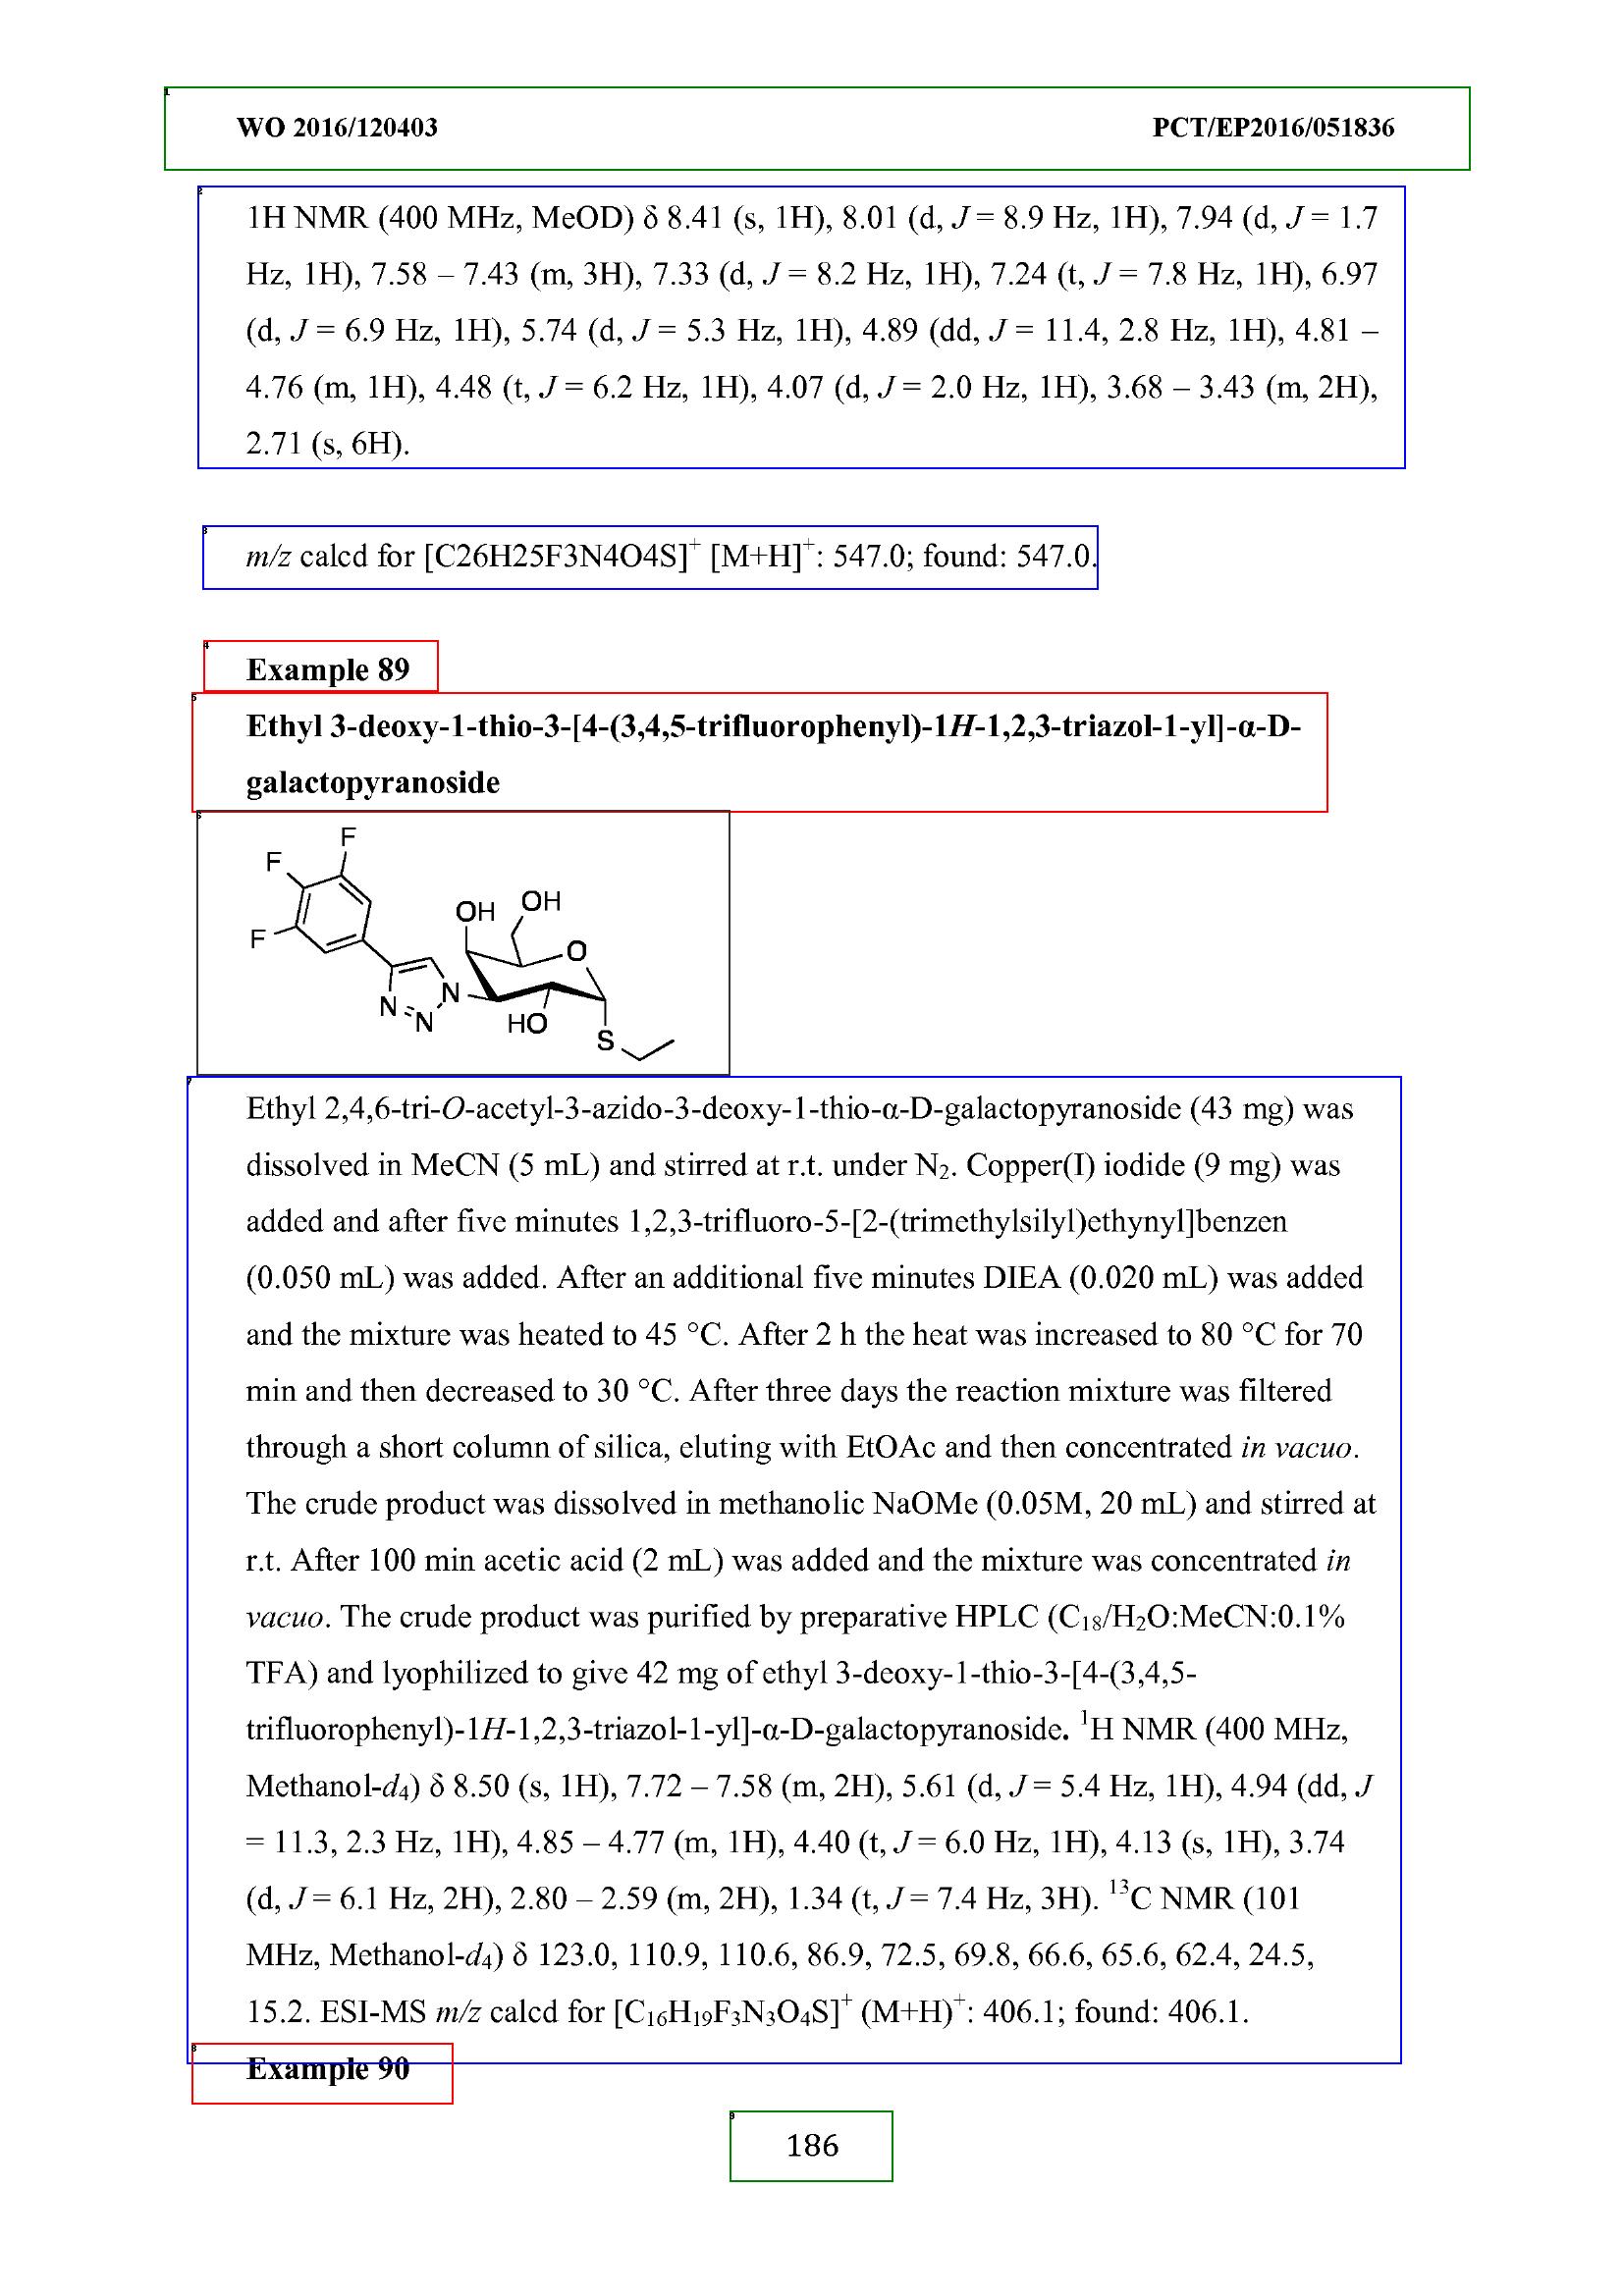 WO 2016/120403 PCT/EP2016/051836
1H NMR (400 MHz, MeOD) δ 8.41 (s, 1H), 8.01 (d, J = 8.9 Hz, 1H), 7.94 (d, J = 1.7
Hz, 1H), 7.58 – 7.43 (m, 3H), 7.33 (d, J = 8.2 Hz, 1H), 7.24 (t, J = 7.8 Hz, 1H), 6.97
(d, J = 6.9 Hz, 1H), 5.74 (d, J = 5.3 Hz, 1H), 4.89 (dd, J = 11.4, 2.8 Hz, 1H), 4.81 –
4.76 (m, 1H), 4.48 (t, J = 6.2 Hz, 1H), 4.07 (d, J = 2.0 Hz, 1H), 3.68 – 3.43 (m, 2H),
2.71 (s, 6H).
m/z calcd for [C26H25F3N4O4S]⁺ [M+H]⁺: 547.0; found: 547.0.
Example 89
Ethyl 3-deoxy-1-thio-3-[4-(3,4,5-trifluorophenyl)-1H-1,2,3-triazol-1-yl]-α-D-
galactopyranoside
F
F
F
OH
OH
O
N
N
N
HO
S
Ethyl 2,4,6-tri-O-acetyl-3-azido-3-deoxy-1-thio-α-D-galactopyranoside (43 mg) was
dissolved in MeCN (5 mL) and stirred at r.t. under N₂. Copper(I) iodide (9 mg) was
added and after five minutes 1,2,3-trifluoro-5-[2-(trimethylsilyl)ethynyl]benzen
(0.050 mL) was added. After an additional five minutes DIEA (0.020 mL) was added
and the mixture was heated to 45 °C. After 2 h the heat was increased to 80 °C for 70
min and then decreased to 30 °C. After three days the reaction mixture was filtered
through a short column of silica, eluting with EtOAc and then concentrated in vacuo.
The crude product was dissolved in methanolic NaOMe (0.05M, 20 mL) and stirred at
r.t. After 100 min acetic acid (2 mL) was added and the mixture was concentrated in
vacuo. The crude product was purified by preparative HPLC (C₁₈/H₂O:MeCN:0.1%
TFA) and lyophilized to give 42 mg of ethyl 3-deoxy-1-thio-3-[4-(3,4,5-
trifluorophenyl)-1H-1,2,3-triazol-1-yl]-α-D-galactopyranoside. ¹H NMR (400 MHz,
Methanol-d₄) δ 8.50 (s, 1H), 7.72 – 7.58 (m, 2H), 5.61 (d, J = 5.4 Hz, 1H), 4.94 (dd, J
= 11.3, 2.3 Hz, 1H), 4.85 – 4.77 (m, 1H), 4.40 (t, J = 6.0 Hz, 1H), 4.13 (s, 1H), 3.74
(d, J = 6.1 Hz, 2H), 2.80 – 2.59 (m, 2H), 1.34 (t, J = 7.4 Hz, 3H). ¹³C NMR (101
MHz, Methanol-d₄) δ 123.0, 110.9, 110.6, 86.9, 72.5, 69.8, 66.6, 65.6, 62.4, 24.5,
15.2. ESI-MS m/z calcd for [C₁₆H₁₉F₃N₃O₄S]⁺ (M+H)⁺: 406.1; found: 406.1.
Example 90
186